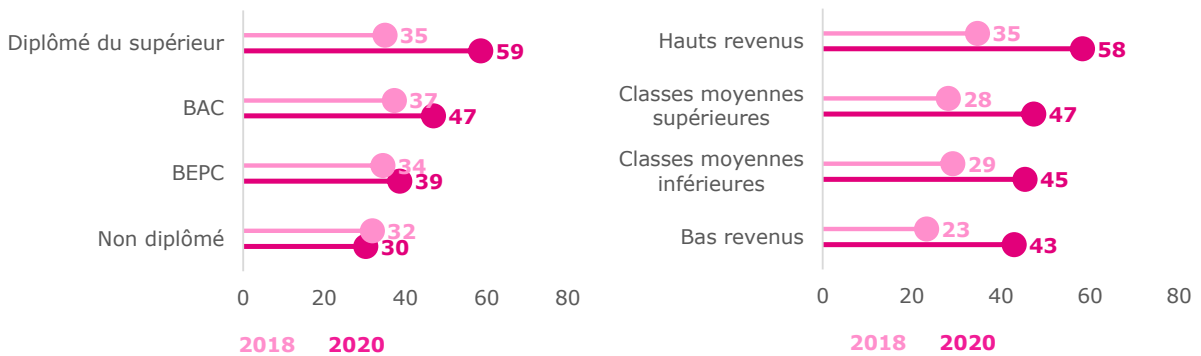 Diplômé du supérieur
35
59
BAC
37
47
BEPC
34
39
Non diplômé
32
30
0 20 40 60 80
2018 2020
Hauts revenus
35
58
Classes moyennes
supérieures
28
47
Classes moyennes
inférieures
29
45
Bas revenus
23
43
0 20 40 60 80
2018 2020